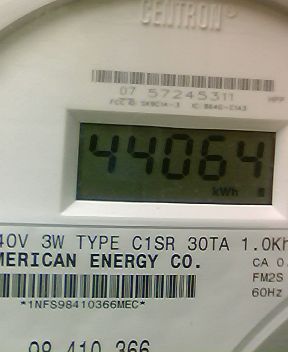 CENTRON
07 57245311
44064
kWh
40V 3W TYPE C1SR 30TA 1.0Kh
MERICAN ENERGY CO.
CA 0.
FM2S
60Hz
*1NFS98410366MEC*
98 410 366